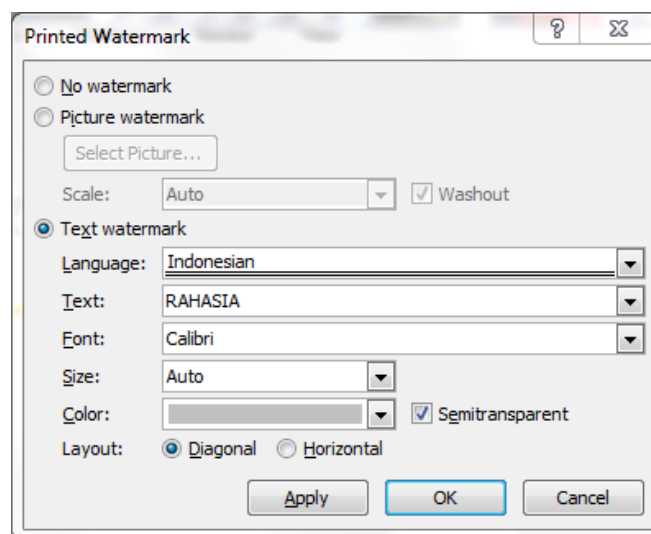 Printed Watermark
No watermark
Picture watermark
Select Picture...
Scale: Auto Washout
Text watermark
Language: Indonesian
Text: RAHASIA
Font: Calibri
Size: Auto
Color: Semitransparent
Layout: Diagonal Horizontal
Apply OK Cancel